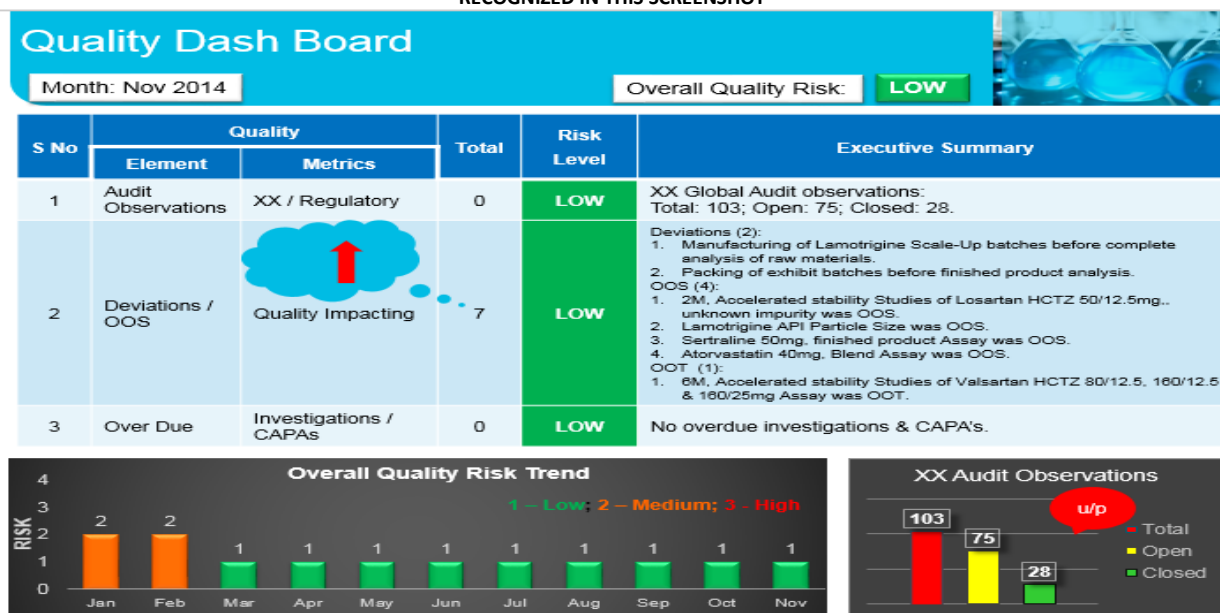 RECOGNIZED IN THIS SCREENSHOT
Quality Dash Board
Month: Nov 2014
Overall Quality Risk:
LOW
S No
Quality
Element
Metrics
Total
Risk
Level
Executive Summary
1
Audit
Observations
XX / Regulatory
0
LOW
XX Global Audit observations:
Total: 103; Open: 75; Closed: 28.
2
Deviations /
OOS
Quality Impacting
7
LOW
Deviations (2):
1. Manufacturing of Lamotrigine Scale-Up batches before complete
analysis of raw materials.
2. Packing of exhibit batches before finished product analysis.
OOS (4):
1. 2M, Accelerated stability Studies of Losartan HCTZ 50/12.5mg,.
unknown impurity was OOS.
2. Lamotrigine API Particle Size was OOS.
3. Sertraline 50mg, finished product Assay was OOS.
4. Atorvastatin 40mg, Blend Assay was OOS.
OOT (1):
1. 6M, Accelerated stability Studies of Valsartan HCTZ 80/12.5, 160/12.5
& 160/25mg Assay was OOT.
3
Over Due
Investigations /
CAPAs
0
LOW
No overdue investigations & CAPA's.
Overall Quality Risk Trend
1 – Low; 2 – Medium; 3 - High
RISK
4
3
2
1
0
2 2 1 1 1 1 1 1 1 1 1
Jan Feb Mar Apr May Jun Jul Aug Sep Oct Nov
XX Audit Observations
u/p
103
75
28
Total
Open
Closed